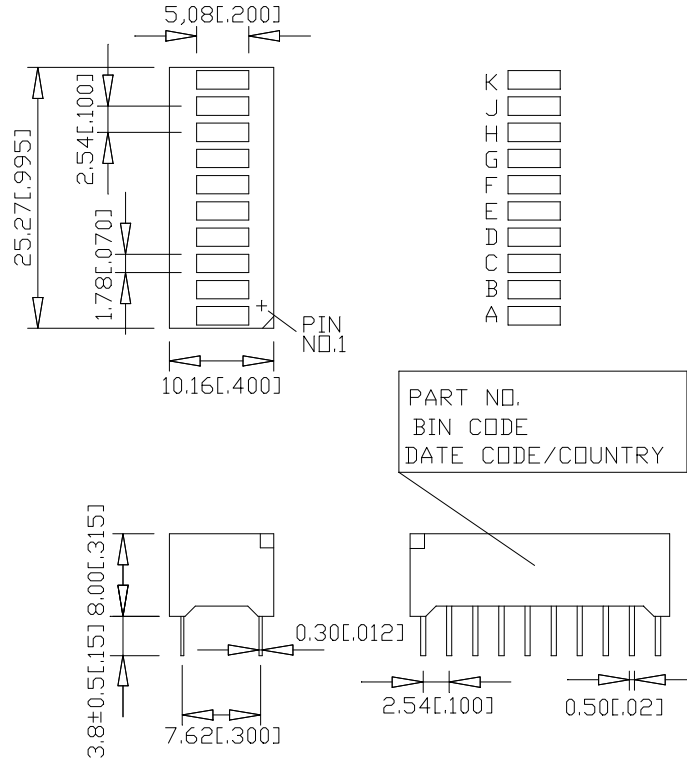 5,08[.200]
2.54[.100]
25.27[.995]
1.78[.070]
PIN
NO.1
10.16[.400]
K
J
H
G
F
E
D
C
B
A
PART NO.
BIN CODE
DATE CODE/COUNTRY
8.00[.315]
3.8±0.5[.15]
0.30[.012]
7.62[.300]
2.54[.100]
0.50[.02]